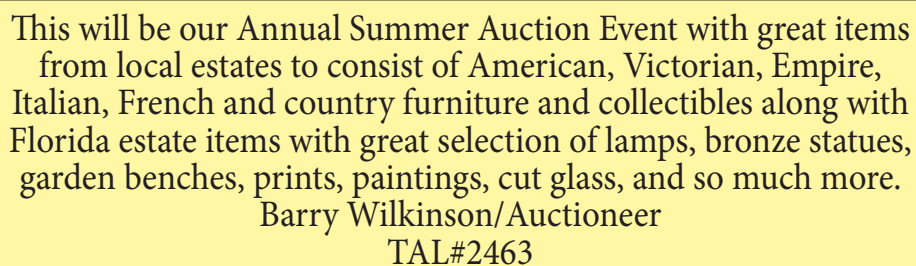 This will be our Annual Summer Auction Event with great items
from local estates to consist of American, Victorian, Empire,
Italian, French and country furniture and collectibles along with
Florida estate items with great selection of lamps, bronze statues,
garden benches, prints, paintings, cut glass, and so much more.
Barry Wilkinson/Auctioneer
TAL#2463